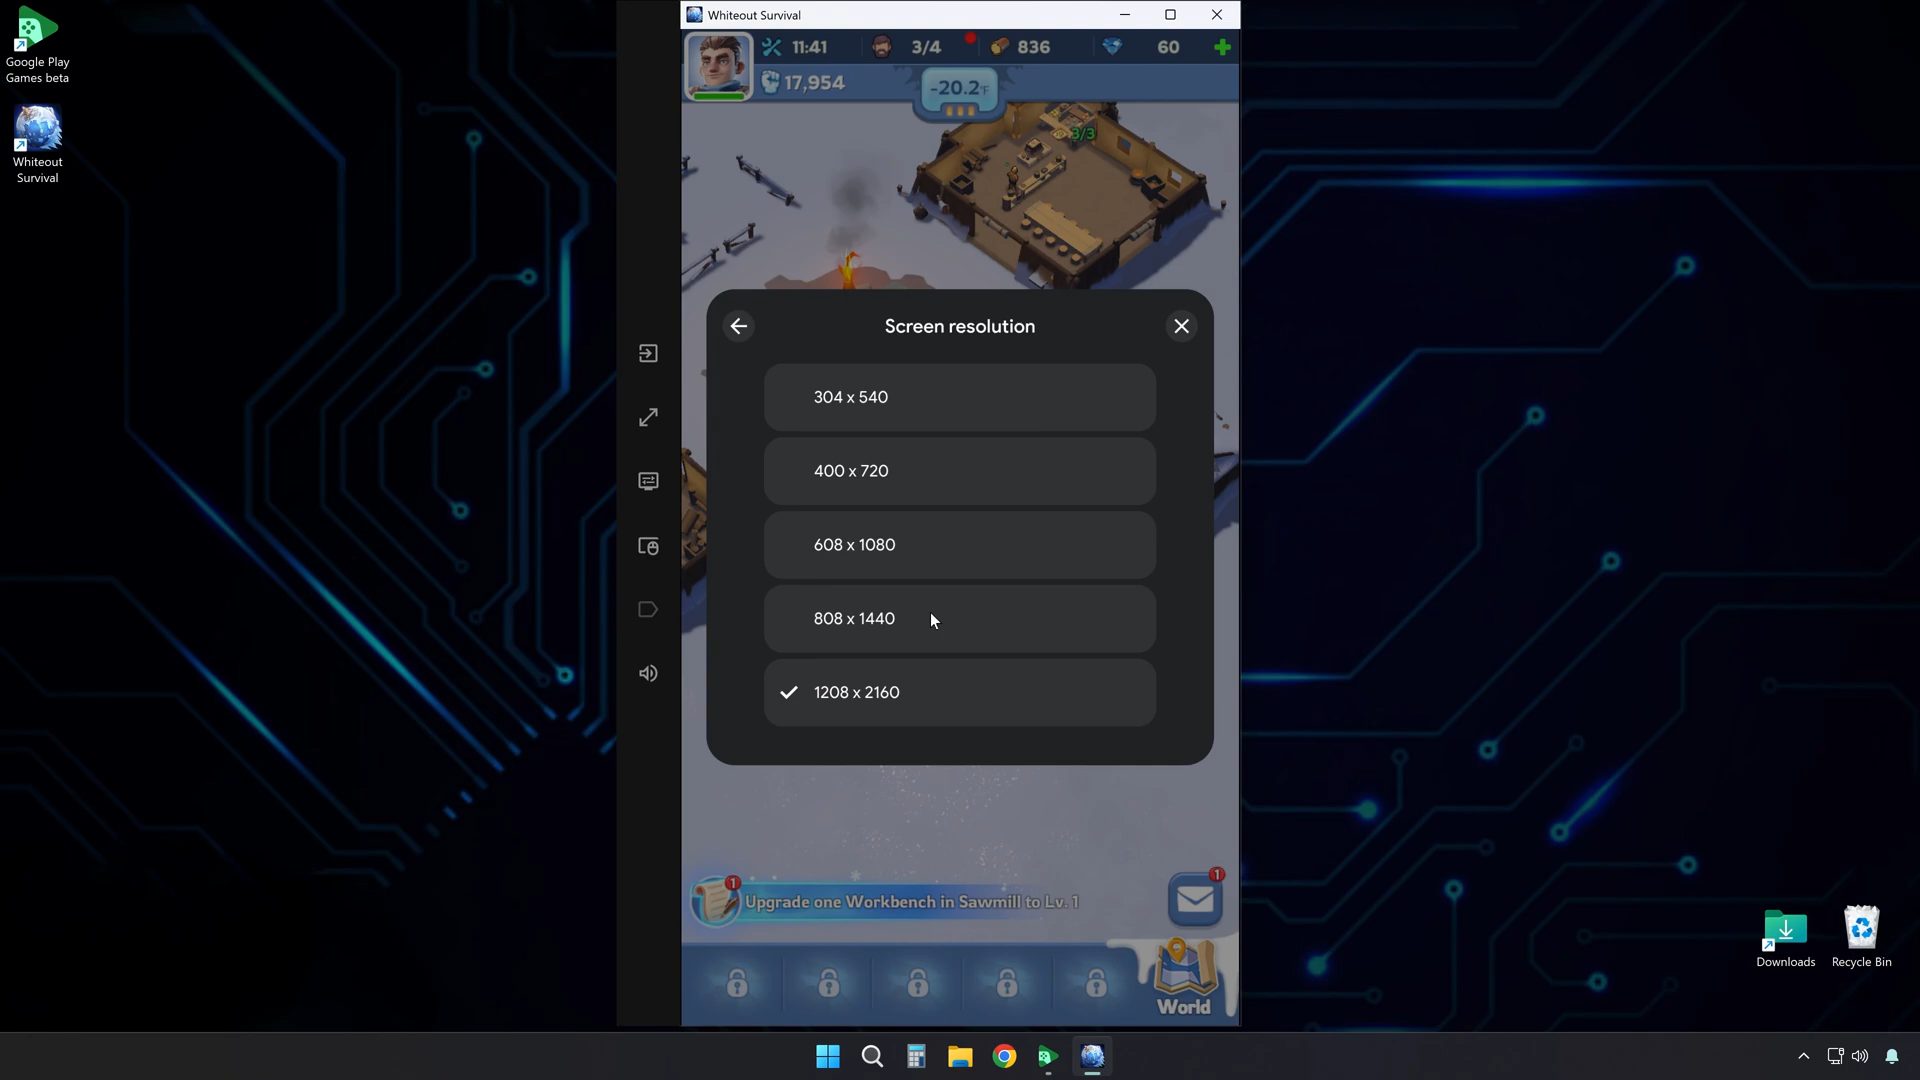 Whiteout Survival
Google Play
Games beta
Whiteout
Survival
11:41
3/4
836
60
17,954
-20.2°F
3/3
Screen resolution
304 x 540
400 x 720
608 x 1080
808 x 1440
1208 x 2160
1
Upgrade one Workbench in Sawmill to Lv. 1
1
World
Downloads
Recycle Bin